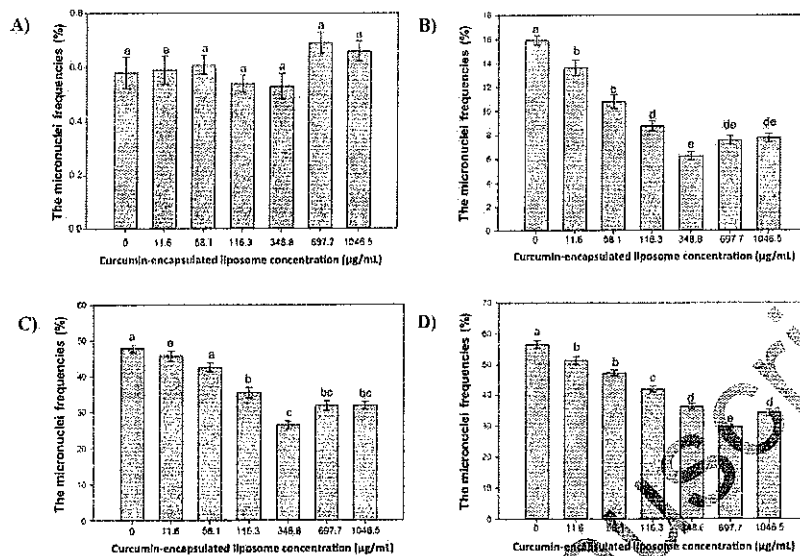 A)
The micronuclei frequencies (%)
0.8
0.6
0.4
0.2
0.0
a a a a a a a
0 11.6 58.1 116.3 348.8 697.7 1046.5
Curcumin-encapsulated liposome concentration (µg/mL)
B)
The micronuclei frequencies (%)
18
16
14
12
10
8
6
4
2
0
a b b d e de de
0 11.6 58.1 116.3 348.8 697.7 1046.5
Curcumin-encapsulated liposome concentration (µg/mL)
C)
The micronuclei frequencies (%)
60
50
40
30
20
10
0
a a a b c bc bc
0 11.6 58.1 116.3 348.8 697.7 1046.5
Curcumin-encapsulated liposome concentration (µg/mL)
D)
The micronuclei frequencies (%)
70
60
50
40
30
20
10
0
a b b c d e d
0 11.6 58.1 116.3 348.8 697.7 1046.5
Curcumin-encapsulated liposome concentration (µg/mL)